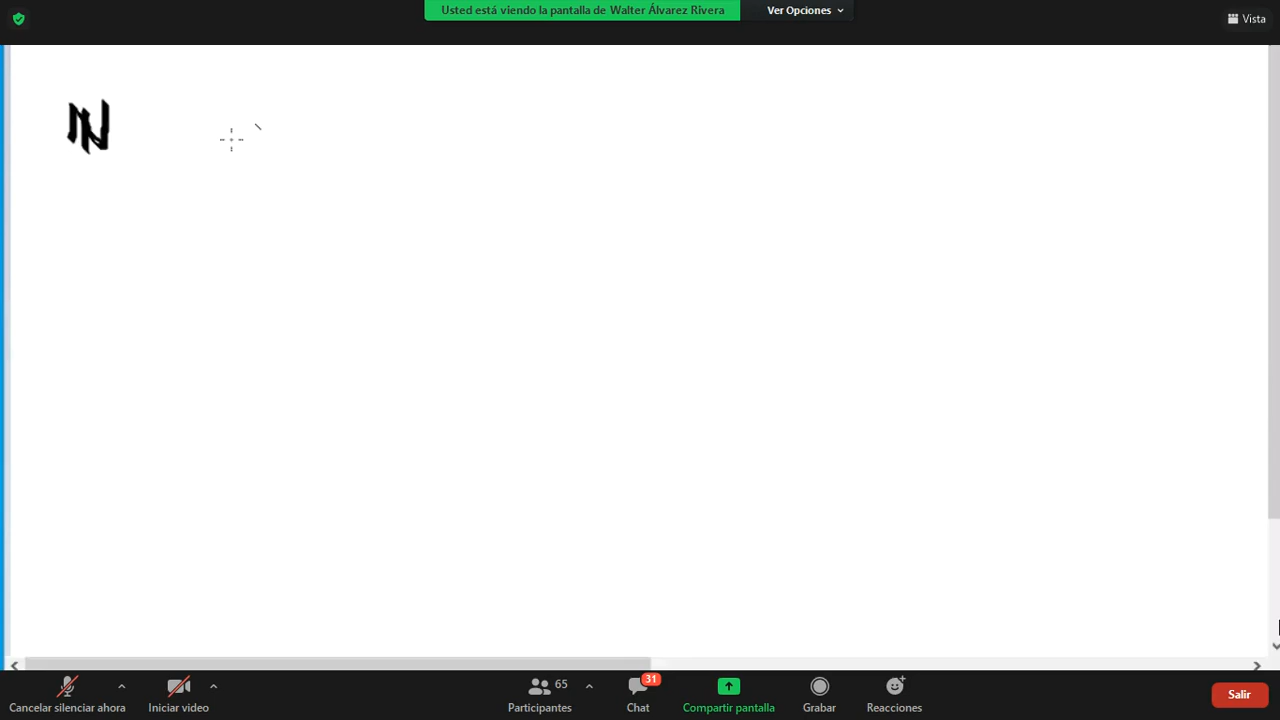 Usted está viendo la pantalla de Walter Álvarez Rivera Ver Opciones
Vista
N
Cancelar silenciar ahora Iniciar video 65 Participantes 31 Chat Compartir pantalla Grabar Reacciones Salir